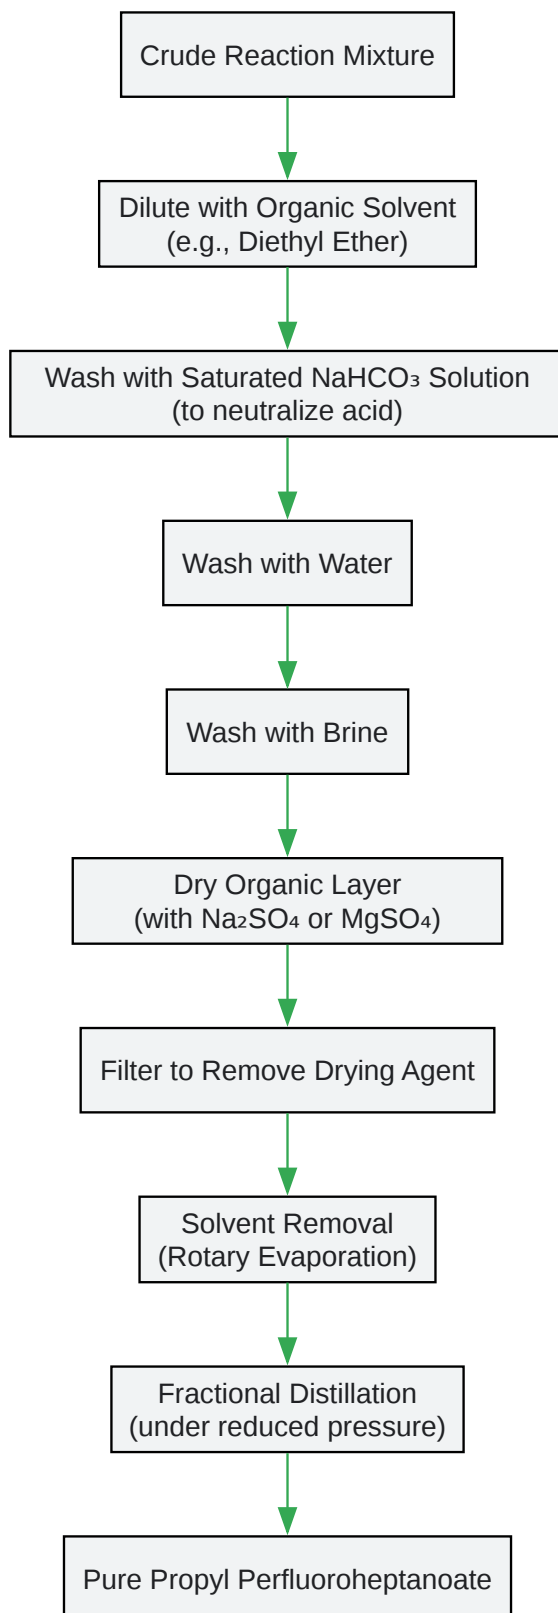 Crude Reaction Mixture
Dilute with Organic Solvent
(e.g., Diethyl Ether)
Wash with Saturated NaHCO₃ Solution
(to neutralize acid)
Wash with Water
Wash with Brine
Dry Organic Layer
(with Na₂SO₄ or MgSO₄)
Filter to Remove Drying Agent
Solvent Removal
(Rotary Evaporation)
Fractional Distillation
(under reduced pressure)
Pure Propyl Perfluoroheptanoate